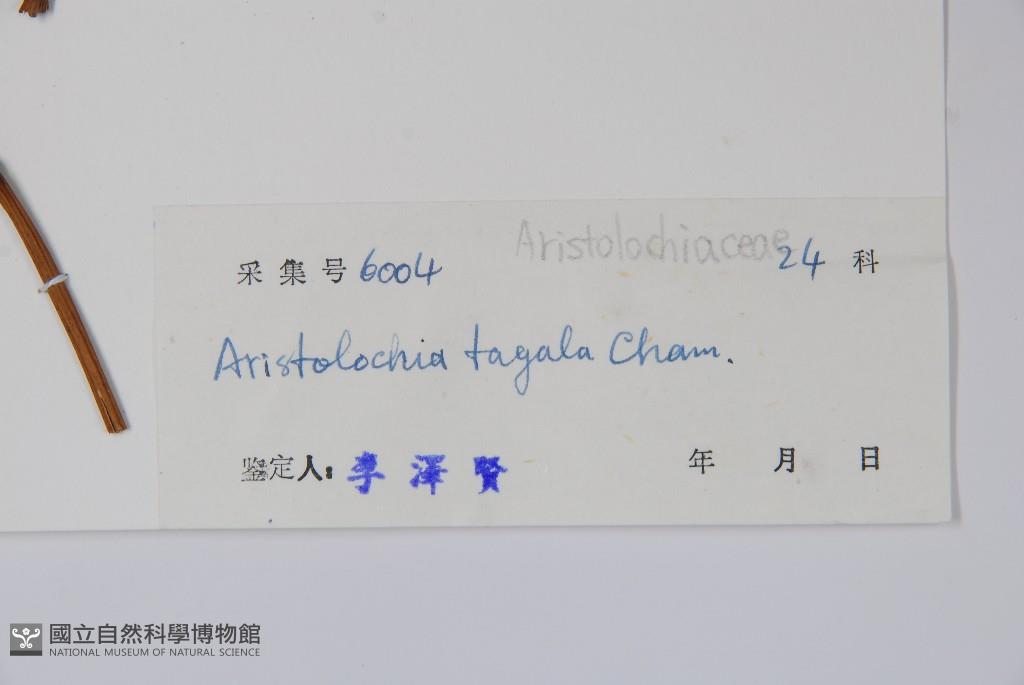 Aristolochiaceae
采集号 6004 24 科
Aristolochia tagala Cham.
鉴定人: 李澤賢 年 月 日
國立自然科學博物館
NATIONAL MUSEUM OF NATURAL SCIENCE